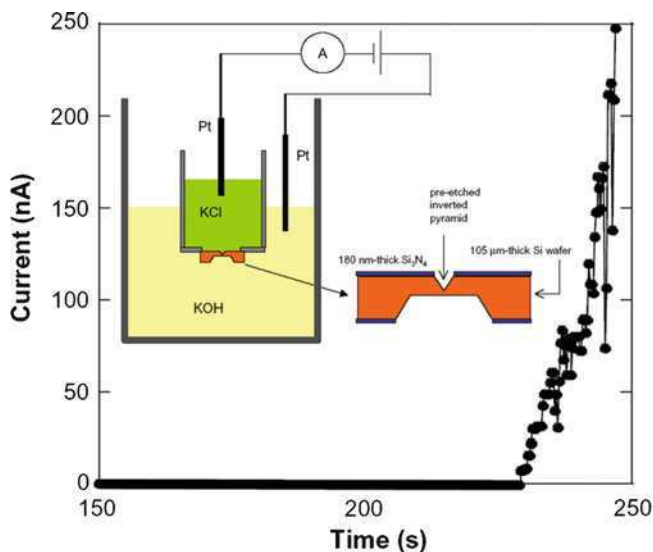 250
200
150
100
50
0
Current (nA)
150
200
250
Time (s)
A
Pt
Pt
KCl
KOH
pre-etched
inverted
pyramid
180 nm-thick Si₃N₄
105 μm-thick Si wafer